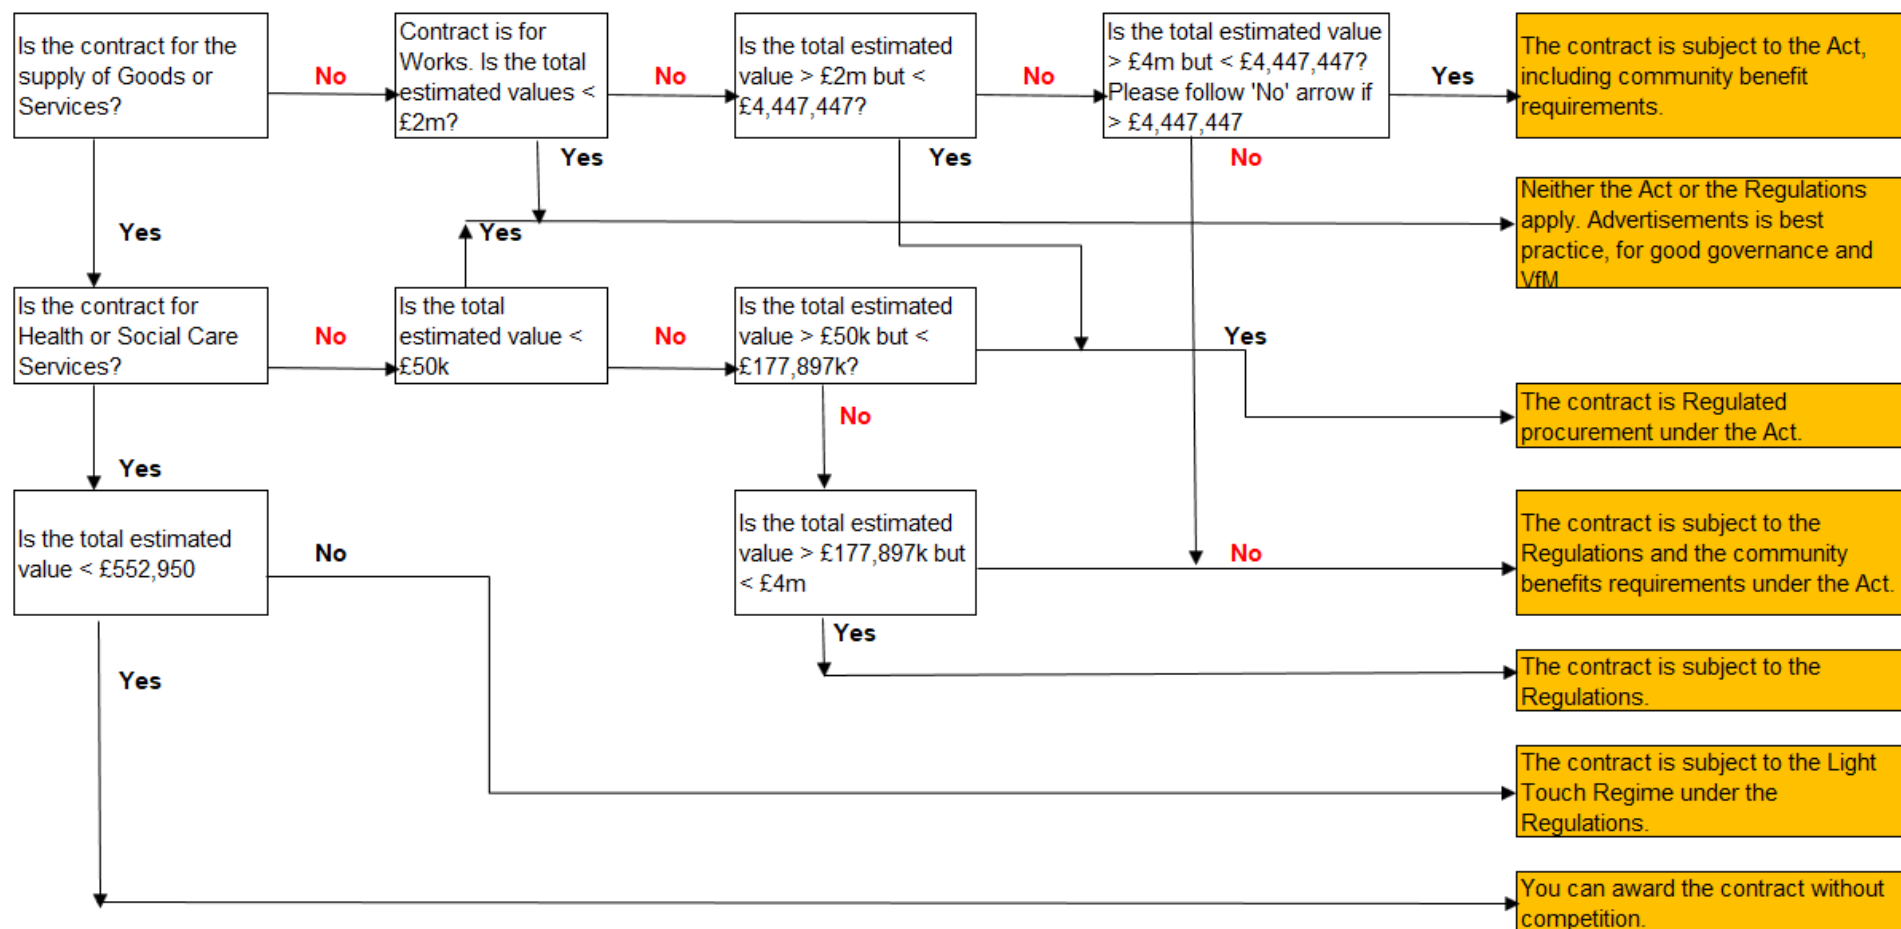 Is the contract for the
supply of Goods or
Services?
No
Contract is for
Works. Is the total
estimated values <
£2m?
No
Is the total estimated
value > £2m but <
£4,447,447?
No
Is the total estimated value
> £4m but < £4,447,447?
Please follow 'No' arrow if
> £4,447,447
Yes
The contract is subject to the Act,
including community benefit
requirements.
Yes
Yes
No
Neither the Act or the Regulations
apply. Advertisements is best
practice, for good governance and
VfM
Yes
Yes
Is the contract for
Health or Social Care
Services?
No
Is the total
estimated value <
£50k
No
Is the total estimated
value > £50k but <
£177,897k?
Yes
No
The contract is Regulated
procurement under the Act.
Yes
Is the total estimated
value < £552,950
No
Is the total estimated
value > £177,897k but
< £4m
No
The contract is subject to the
Regulations and the community
benefits requirements under the Act.
Yes
The contract is subject to the
Regulations.
Yes
The contract is subject to the Light
Touch Regime under the
Regulations.
You can award the contract without
competition.